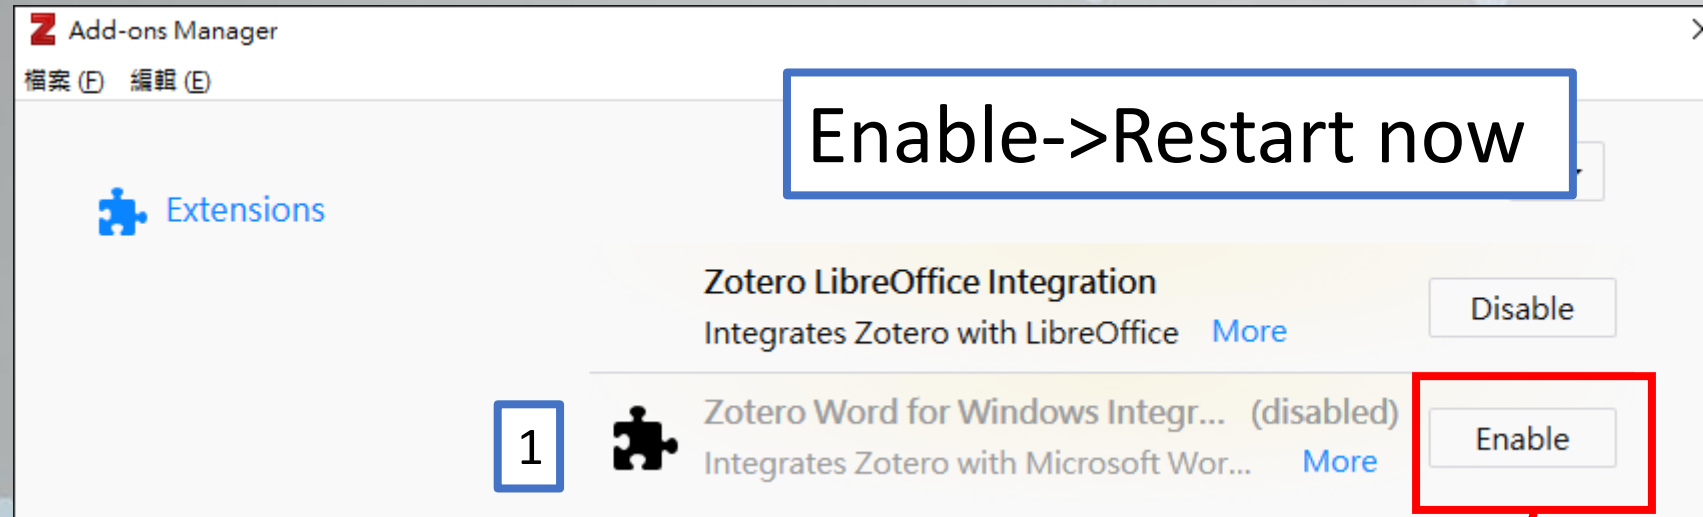 Add-ons Manager
檔案 (F) 編輯 (E)
Enable->Restart now
Extensions
Zotero LibreOffice Integration
Disable
Integrates Zotero with LibreOffice More
1
Zotero Word for Windows Integr... (disabled)
Enable
Integrates Zotero with Microsoft Wor... More